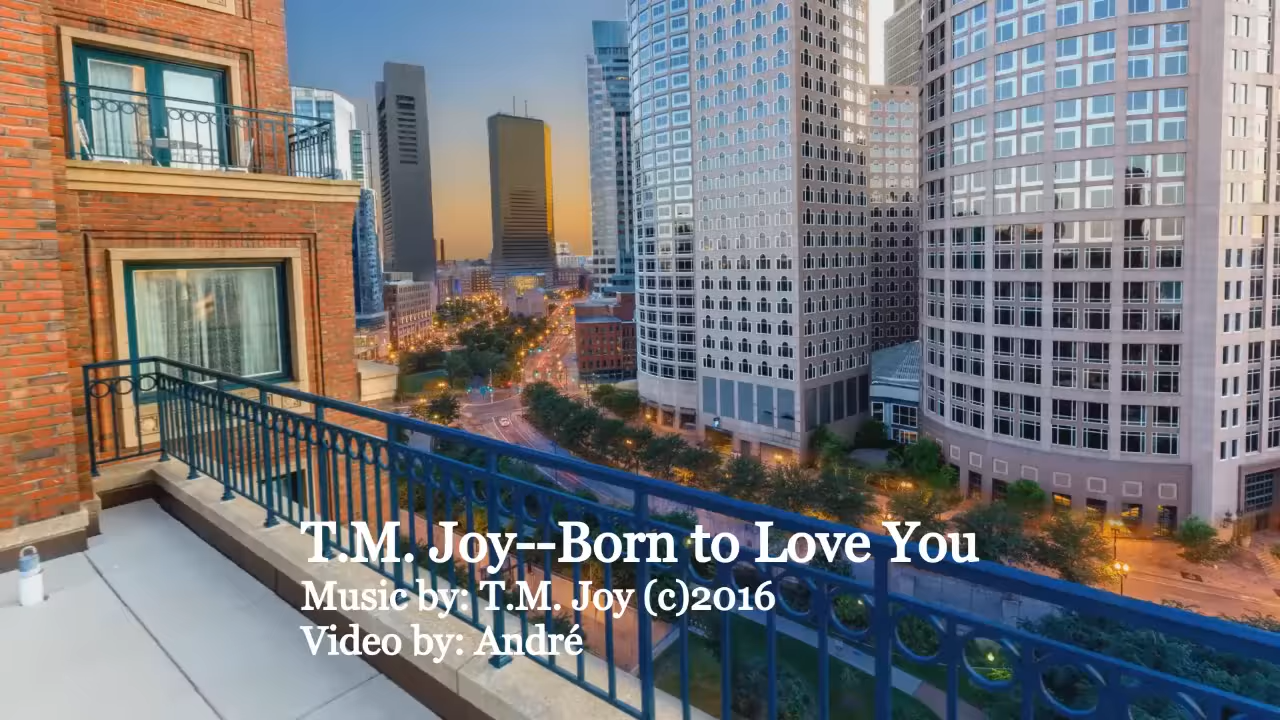 T.M. Joy--Born to Love You
Music by: T.M. Joy (c)2016
Video by: André